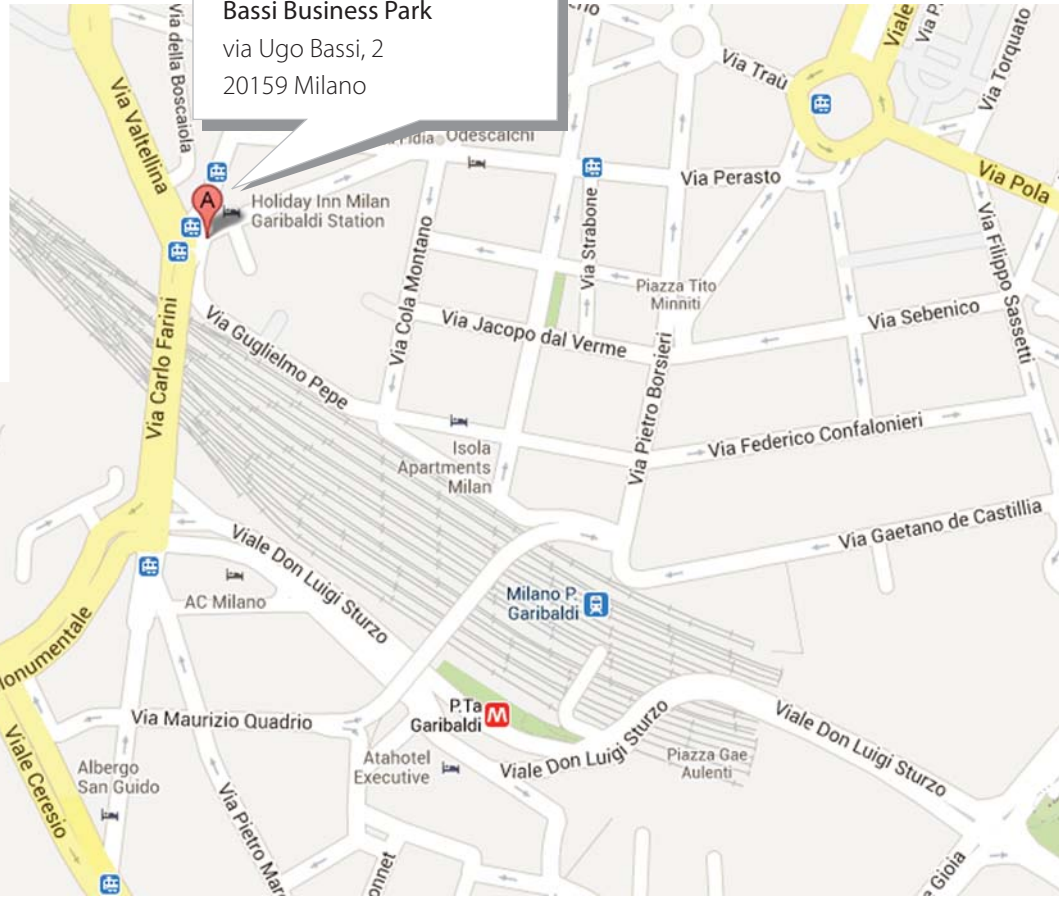 Bassi Business Park
via Ugo Bassi, 2
20159 Milano
Via della Boscaiola
Via Valtellina
Viale
Via Torquato
Via Traù
Odescalchi
Via Perasto
Via Pola
A
Holiday Inn Milan
Garibaldi Station
Via Strabone
Via Cola Montano
Piazza Tito
Minniti
Via Filippo Sassetti
Via Sebenico
Via Jacopo dal Verme
Via Guglielmo Pepe
Via Carlo Farini
Via Pietro Borsieri
Via Federico Confalonieri
Isola
Apartments
Milan
Via Gaetano de Castillia
Viale Don Luigi Sturzo
AC Milano
Milano P.
Garibaldi
P.Ta
Garibaldi
M
Via Maurizio Quadrio
Atahotel
Executive
Viale Don Luigi Sturzo
Piazza Gae
Aulenti
Viale Don Luigi Sturzo
Viale Ceresio
Albergo
San Guido
Via Pietro
Gioia